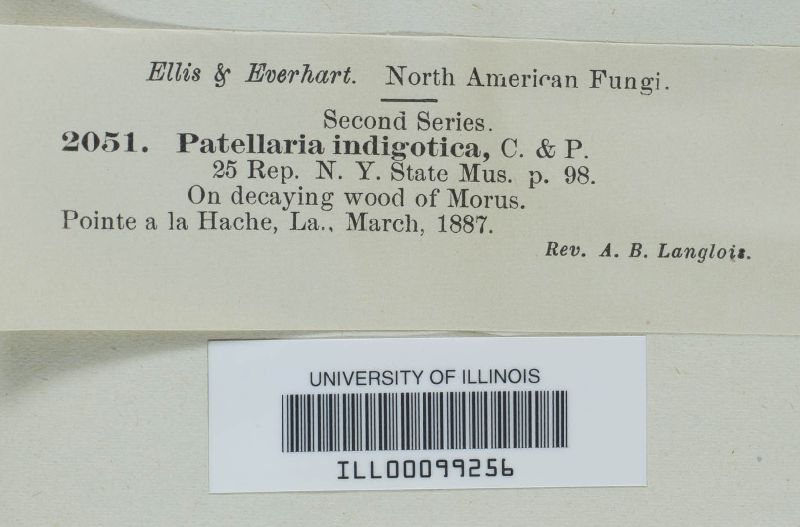 Ellis & Everhart. North American Fungi.
Second Series.
2051. Patellaria indigotica, C. & P.
25 Rep. N. Y. State Mus. p. 98.
On decaying wood of Morus.
Pointe a la Hache, La., March, 1887.
Rev. A. B. Langlois.
UNIVERSITY OF ILLINOIS
ILL00099256